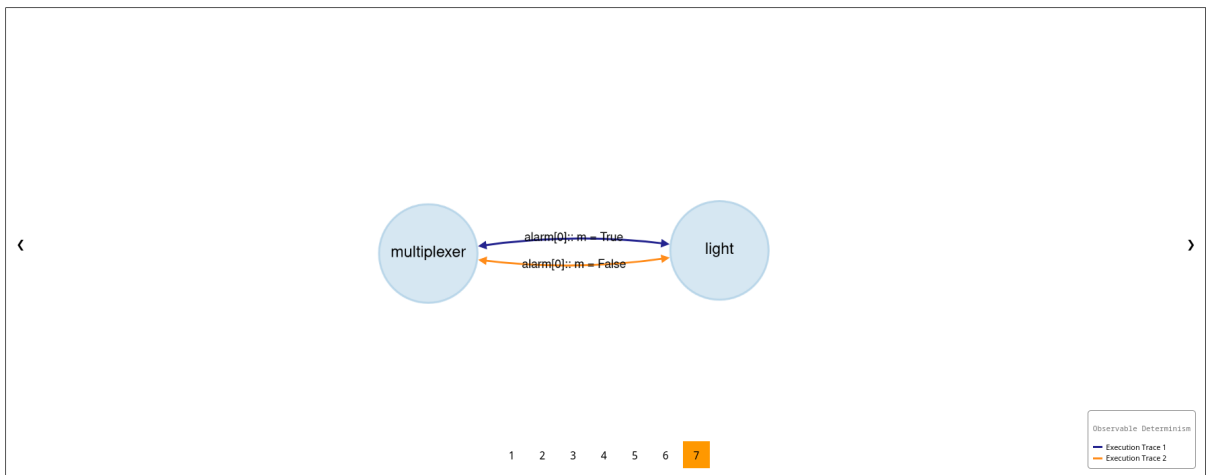 ❮
alarm[0]:: m = True
multiplexer
light
alarm[0]:: m = False
❯
Observable Determinism
Execution Trace 1
Execution Trace 2
1 2 3 4 5 6 7